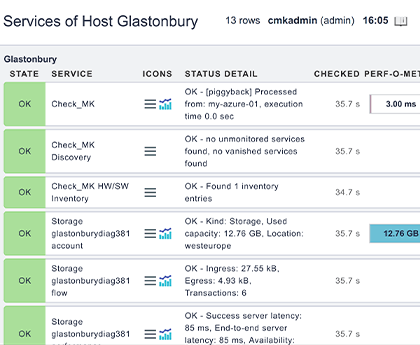 Services of Host Glastonbury 13 rows cmkadmin (admin) 16:05
Glastonbury
STATE SERVICE ICONS STATUS DETAIL CHECKED PERF-O-MET
OK Check_MK OK - [piggyback] Processed from: my-azure-01, execution time 0.0 sec 35.7 s 3.00 ms
OK Check_MK Discovery OK - no unmonitored services found, no vanished services found 35.7 s
OK Check_MK HW/SW Inventory OK - Found 1 inventory entries 34.7 s
OK Storage glastonburydiag381 account OK - Kind: Storage, Used capacity: 12.76 GB, Location: westeurope 35.7 s 12.76 GB
OK Storage glastonburydiag381 flow OK - Ingress: 27.55 kB, Egress: 4.93 kB, Transactions: 6 35.7 s
OK Storage glastonburydiag381 OK - Success server latency: 85 ms, End-to-end server latency: 85 ms, Availability: 35.7 s